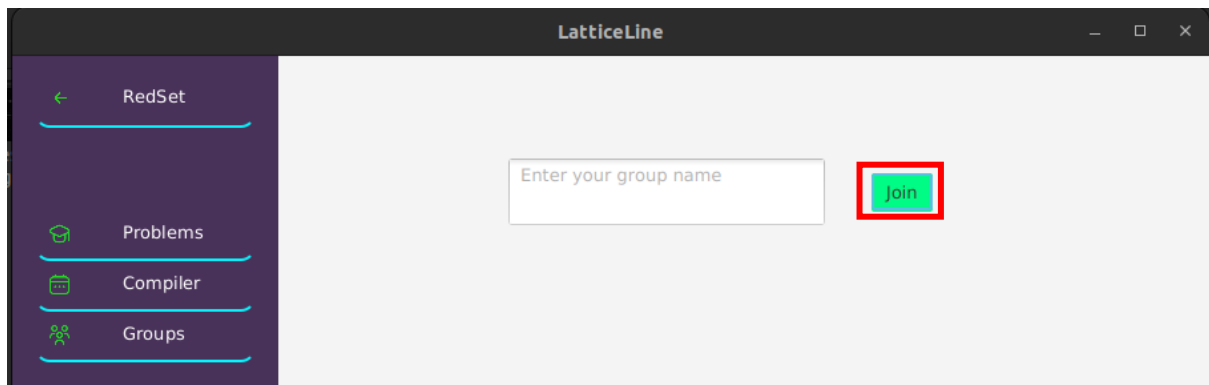 LatticeLine
RedSet
Enter your group name
Join
Problems
Compiler
Groups